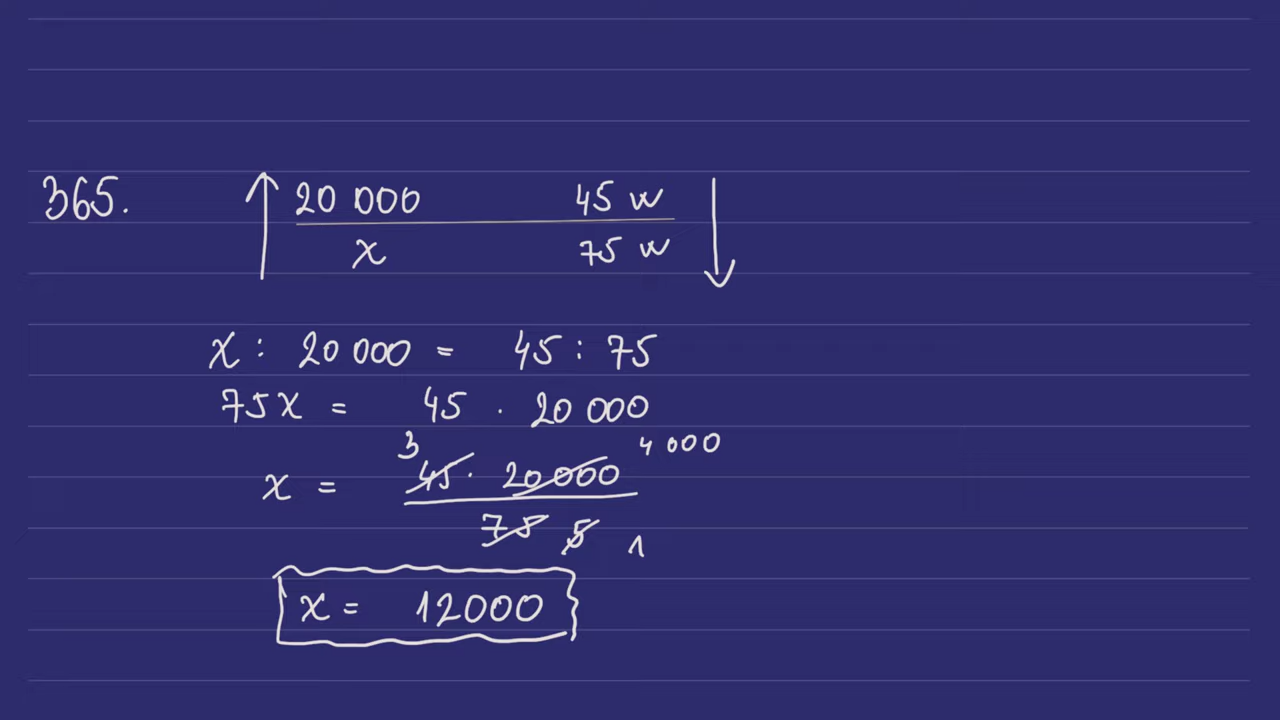 365. 20 000 45 W
x 75 W
x : 20 000 = 45 : 75
75x = 45 · 20 000
3 4 000
x = 45 · 20 000
75 5 1
x = 12000